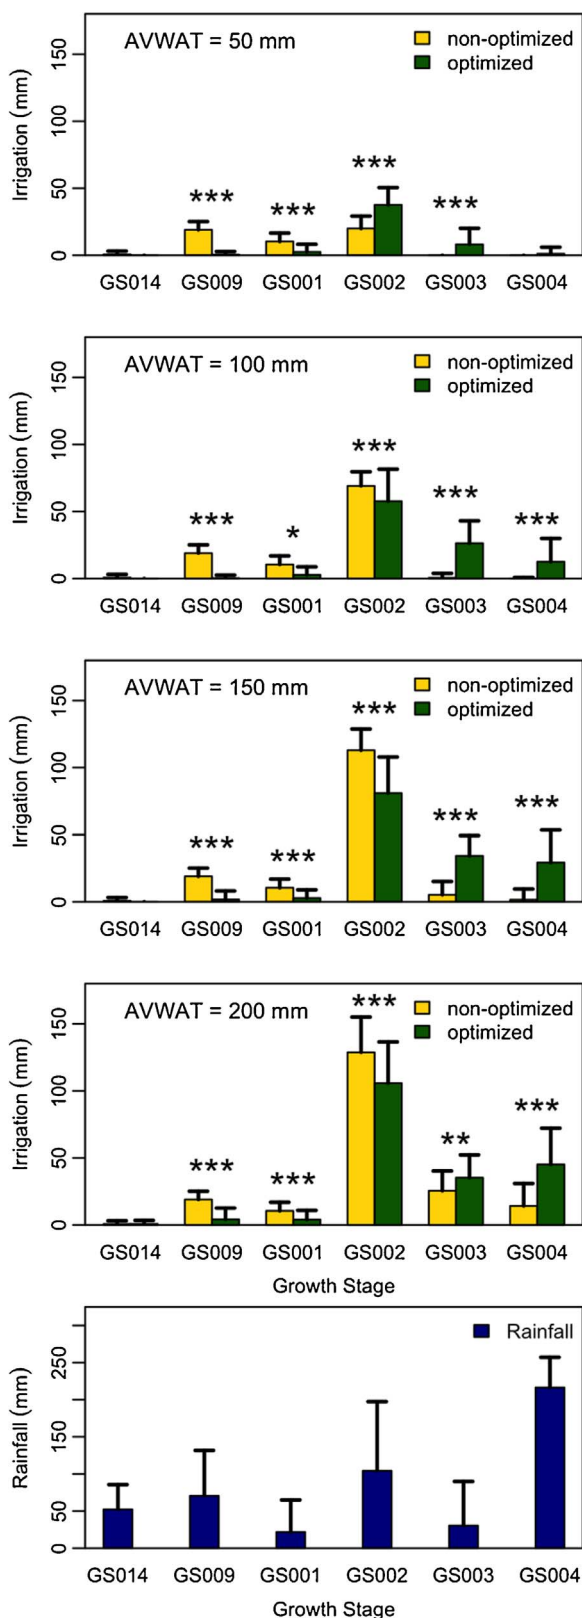 AVWAT = 50 mm
non-optimized
optimized
Irrigation (mm)
150
100
50
0
***
***
***
***
GS014 GS009 GS001 GS002 GS003 GS004
AVWAT = 100 mm
non-optimized
optimized
Irrigation (mm)
150
100
50
0
***
*
***
***
***
GS014 GS009 GS001 GS002 GS003 GS004
AVWAT = 150 mm
non-optimized
optimized
Irrigation (mm)
150
100
50
0
***
***
***
***
***
GS014 GS009 GS001 GS002 GS003 GS004
AVWAT = 200 mm
non-optimized
optimized
Irrigation (mm)
150
100
50
0
***
***
***
**
***
GS014 GS009 GS001 GS002 GS003 GS004
Growth Stage
Rainfall
Rainfall (mm)
250
150
50
0
GS014 GS009 GS001 GS002 GS003 GS004
Growth Stage